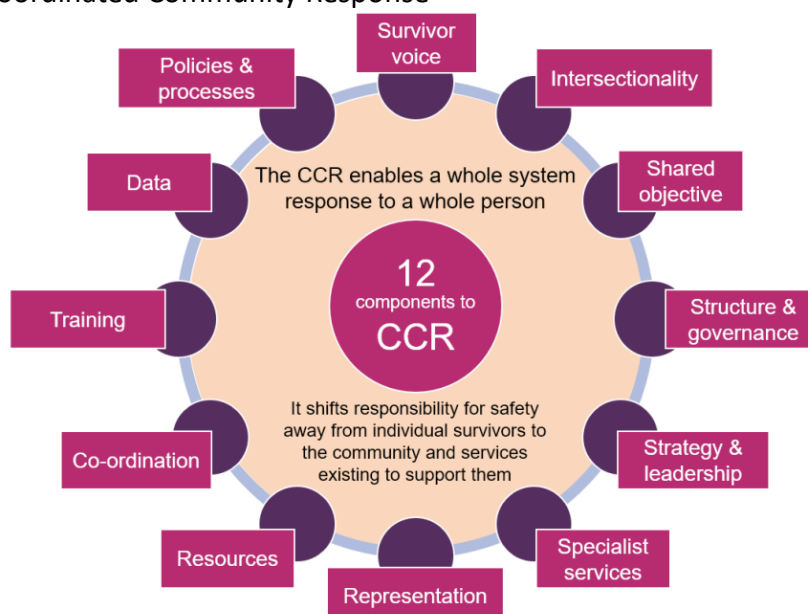 oordinated Community Response
Survivor
voice
Intersectionality
Shared
objective
Structure &
governance
Strategy &
leadership
Specialist
services
Representation
Resources
Co-ordination
Training
Data
Policies &
processes
The CCR enables a whole system
response to a whole person
12
components to
CCR
It shifts responsibility for safety
away from individual survivors to
the community and services
existing to support them